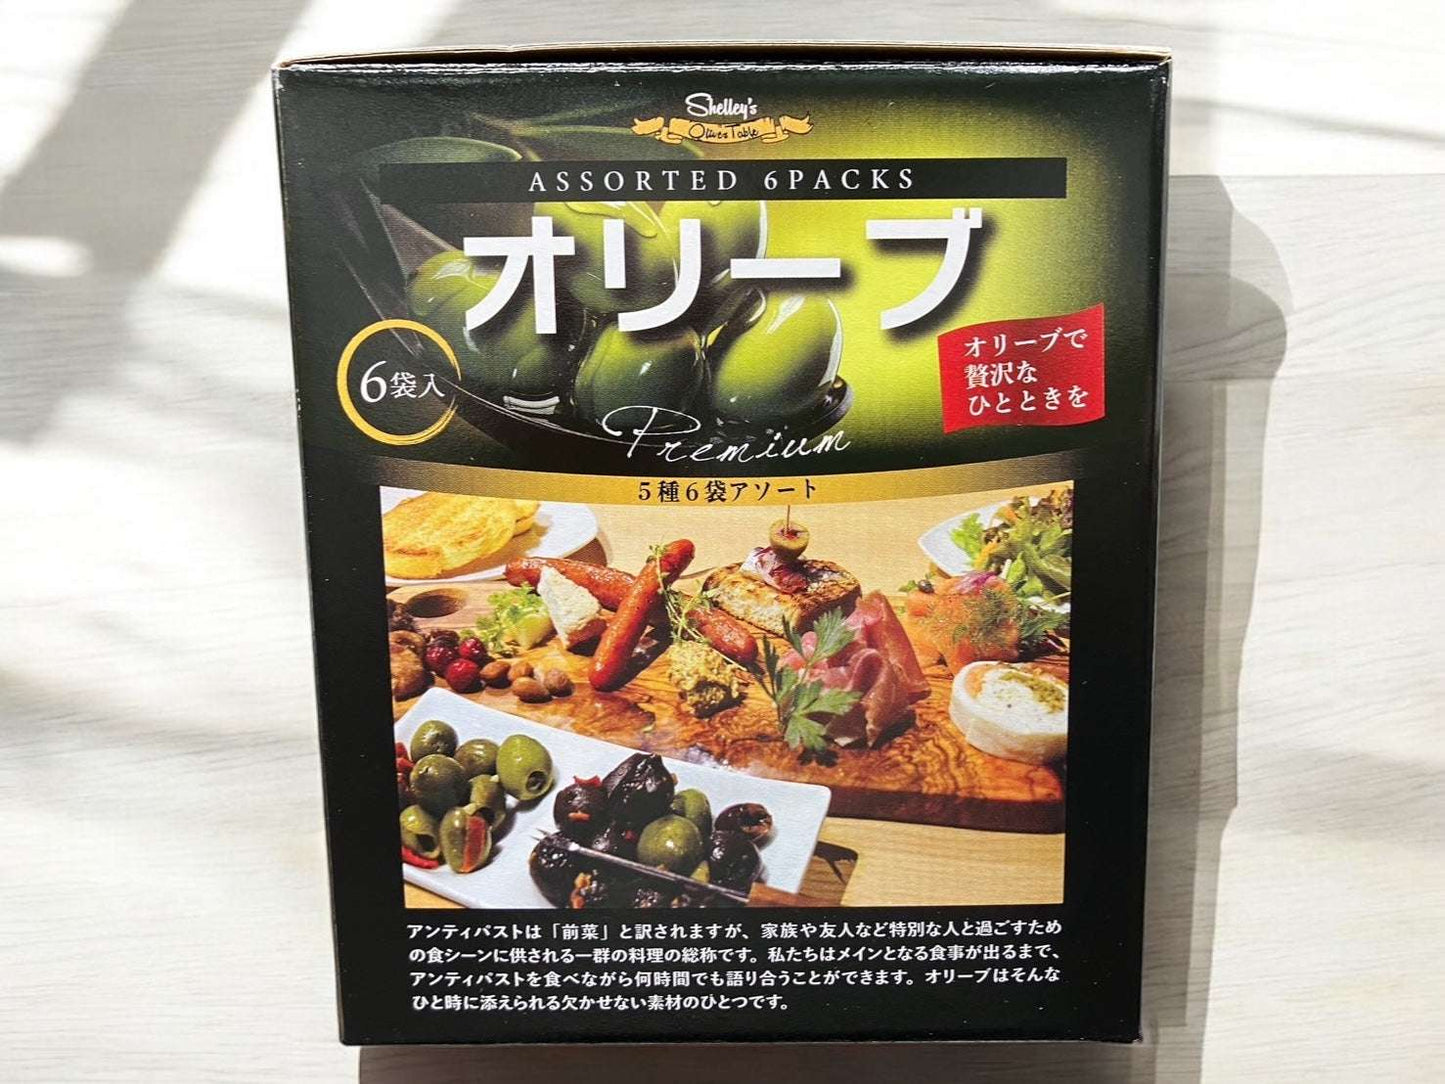 Shelley's
Olives Table
ASSORTED 6PACKS
オリーブ
6袋入
オリーブで
贅沢な
ひとときを
Premium
5種6袋アソート
アンティパストは「前菜」と訳されますが、家族や友人など特別な人と過ごすため
の食シーンに供される一群の料理の総称です。私たちはメインとなる食事が出るまで、
アンティパストを食べながら何時間でも語り合うことができます。オリーブはそんな
ひと時に添えられる欠かせない素材のひとつです。